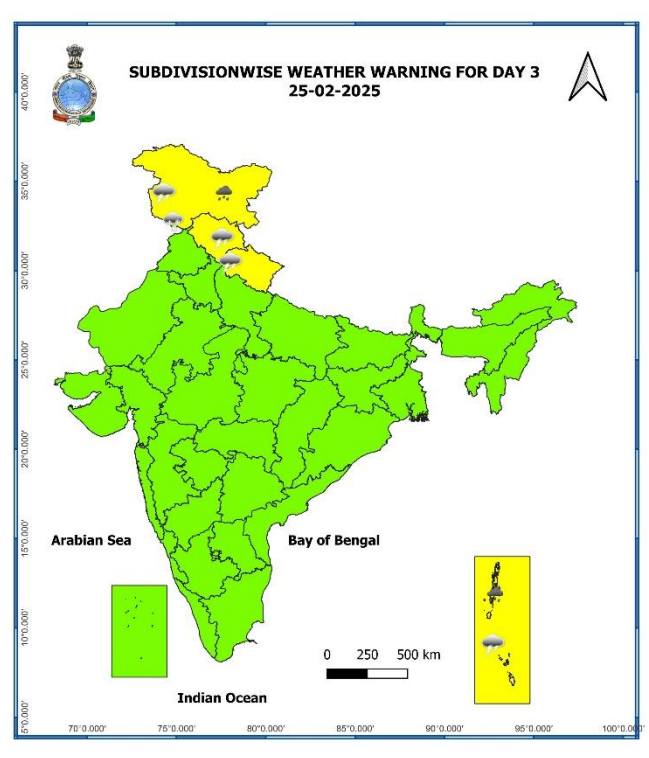 SUBDIVISIONWISE WEATHER WARNING FOR DAY 3
25-02-2025
40°0.000'
35°0.000'
30°0.000'
25°0.000'
20°0.000'
15°0.000'
10°0.000'
5°0.000'
Arabian Sea
Bay of Bengal
0 250 500 km
Indian Ocean
70°0.000' 75°0.000' 80°0.000' 85°0.000' 90°0.000' 95°0.000' 100°0.000'